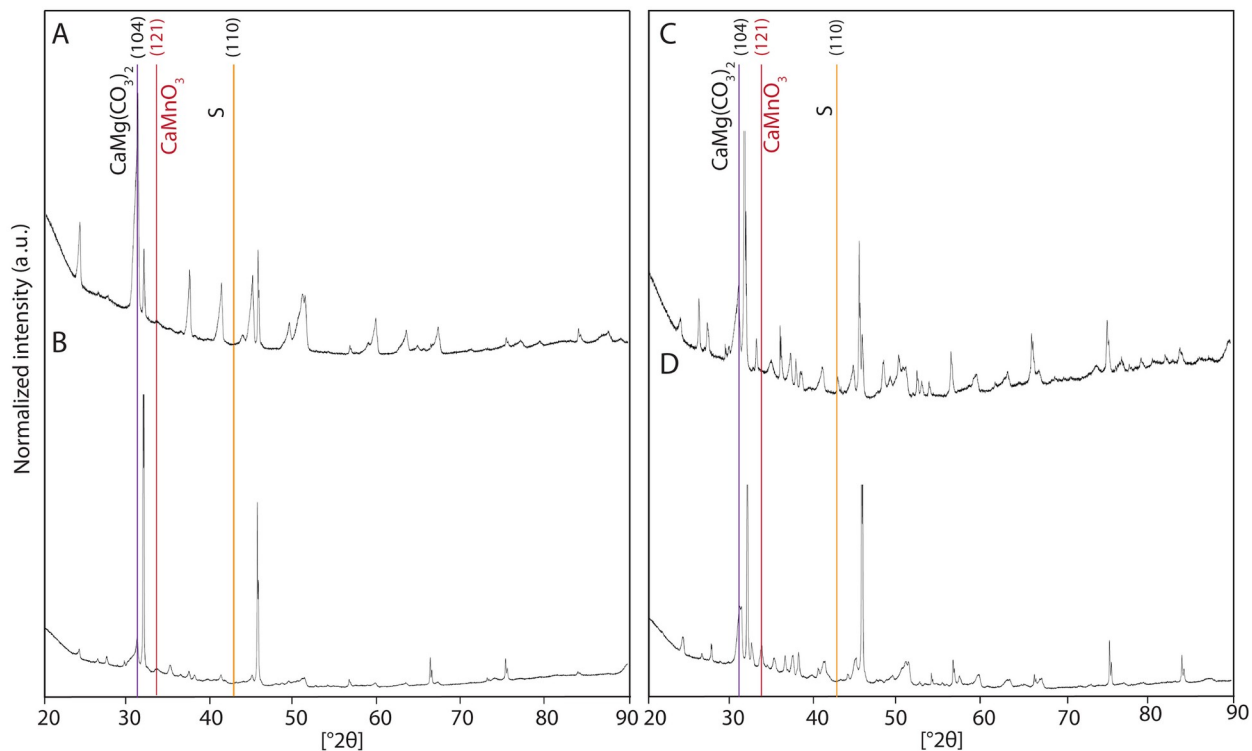 A
(104)
(121)
(110)
CaMg(CO₃)₂
CaMnO₃
S
B
C
(104)
(121)
(110)
CaMg(CO₃)₂
CaMnO₃
S
D
Normalized intensity (a.u.)
20 30 40 50 60 70 80 90
[°2θ]
20 30 40 50 60 70 80 90
[°2θ]